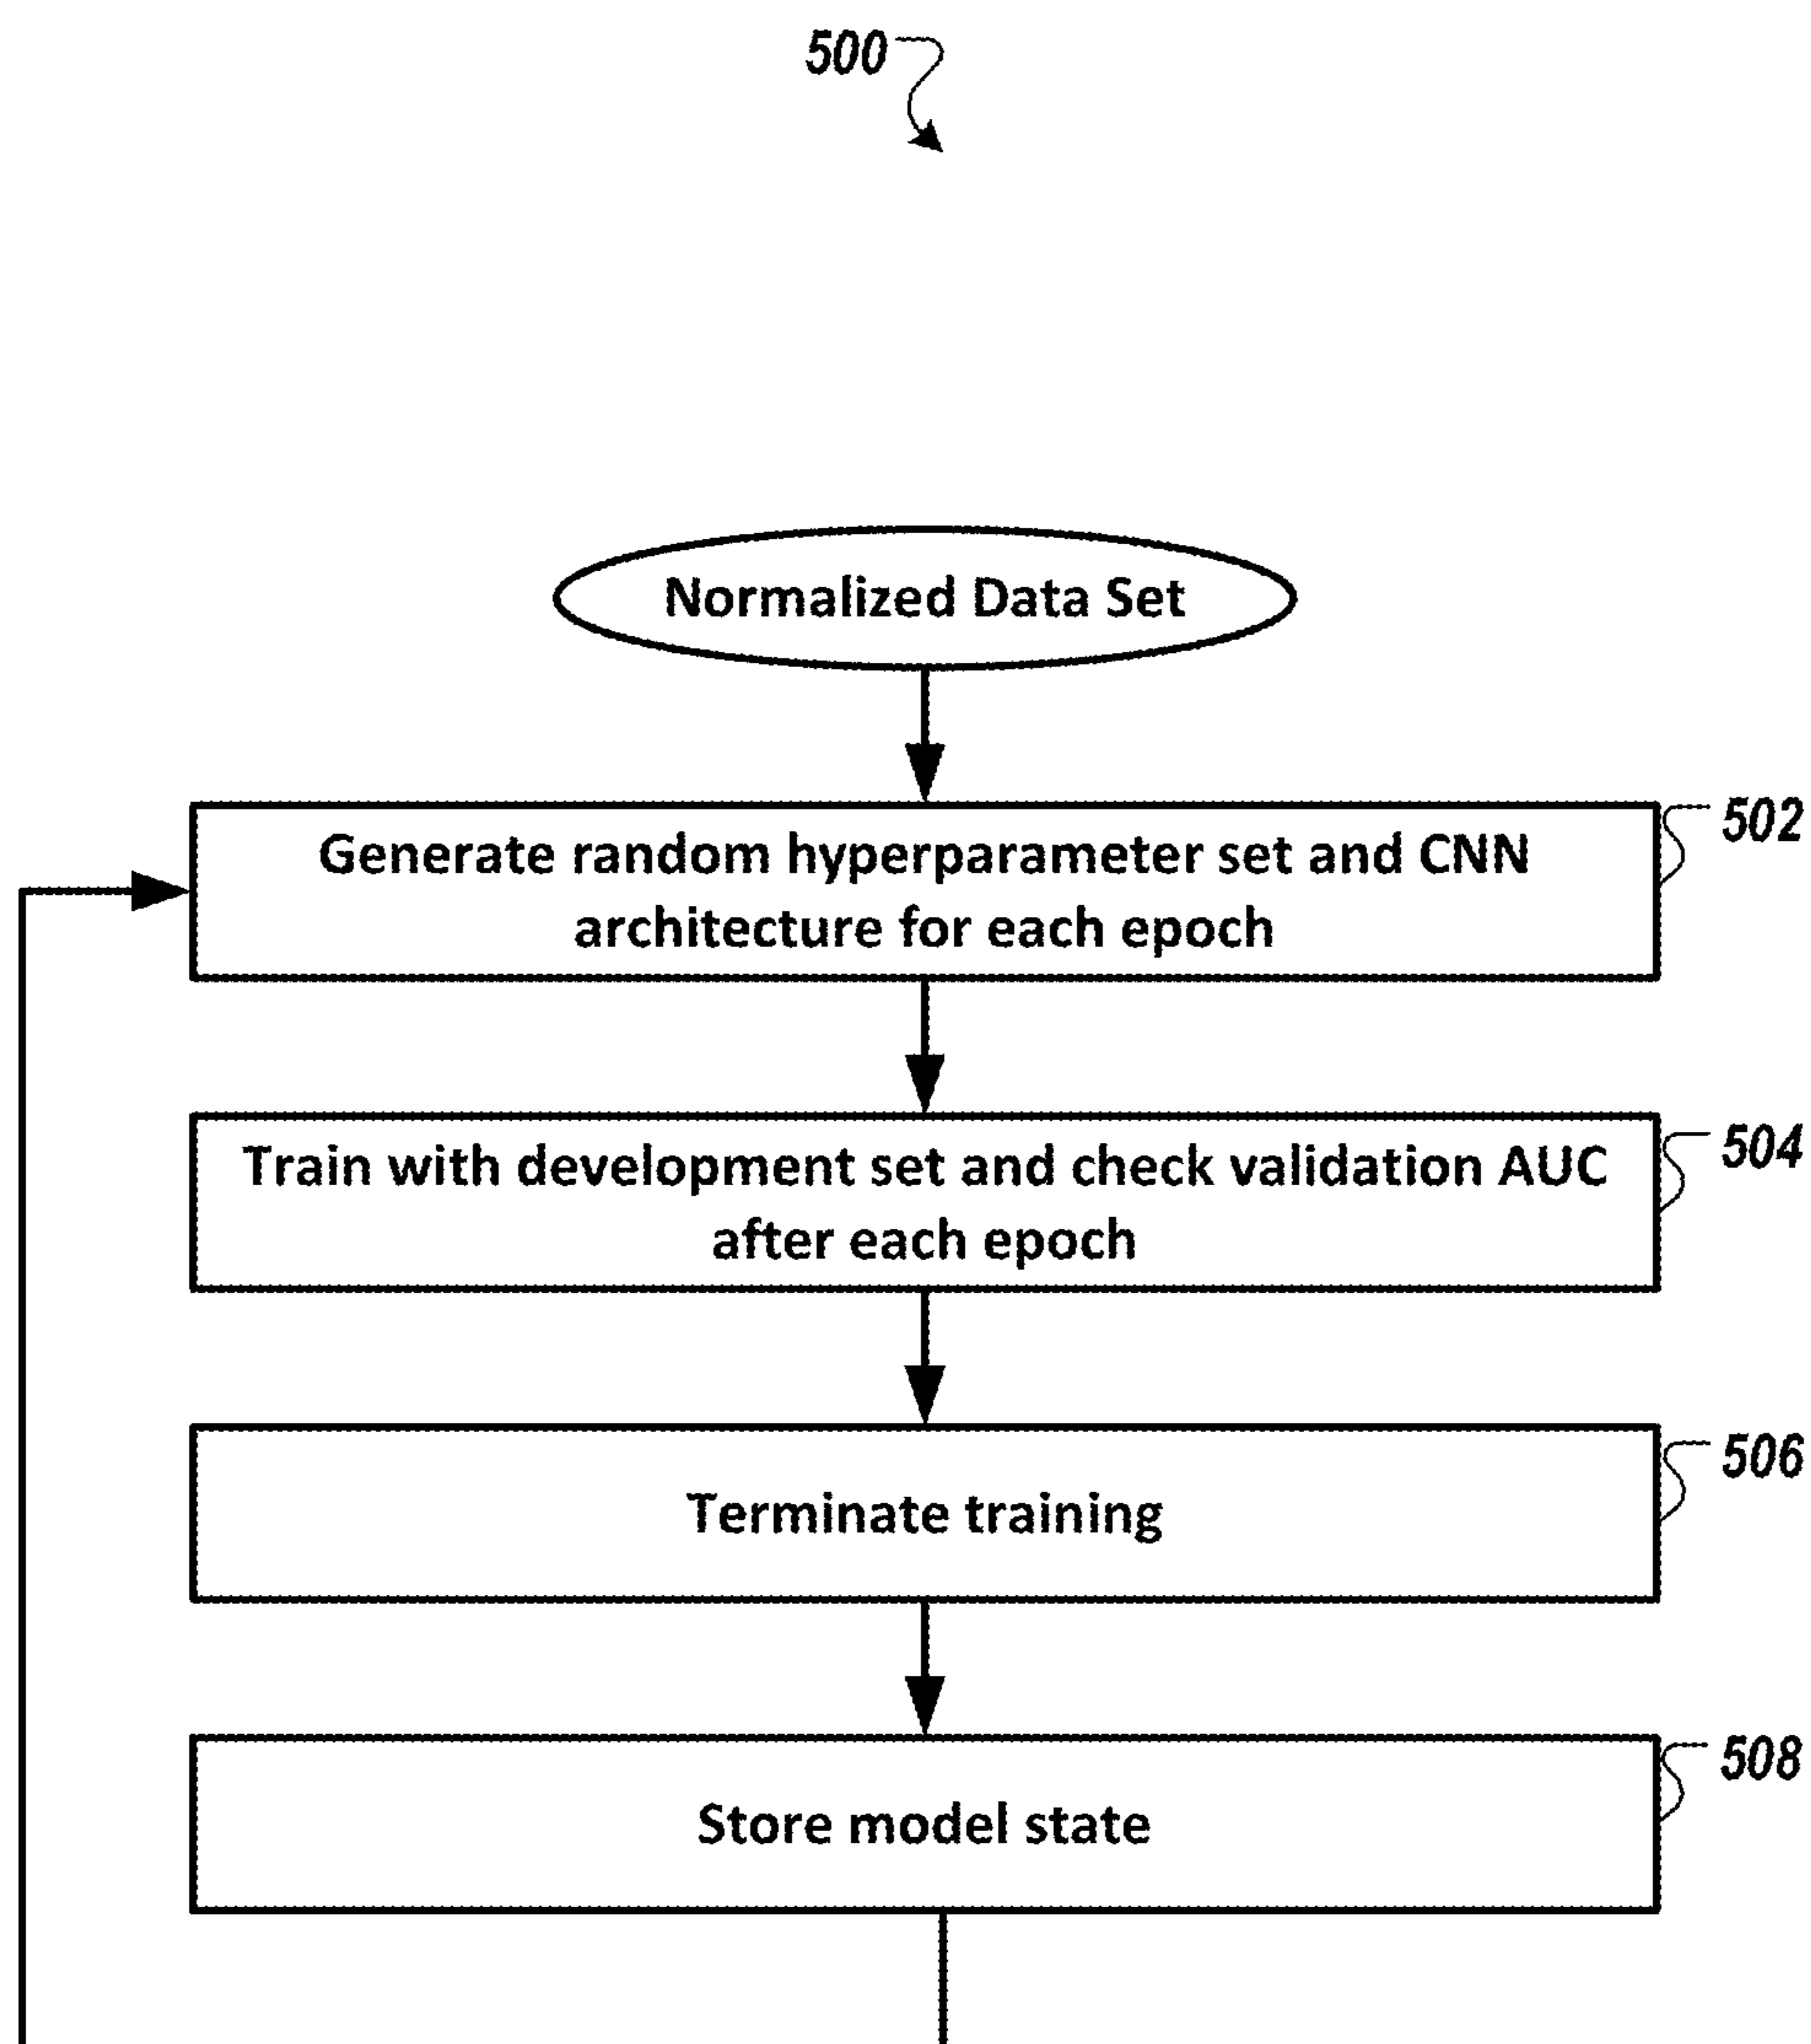 500
Normalized Data Set
Generate random hyperparameter set and CNN
architecture for each epoch
502
Train with development set and check validation AUC
after each epoch
504
Terminate training
506
Store model state
508